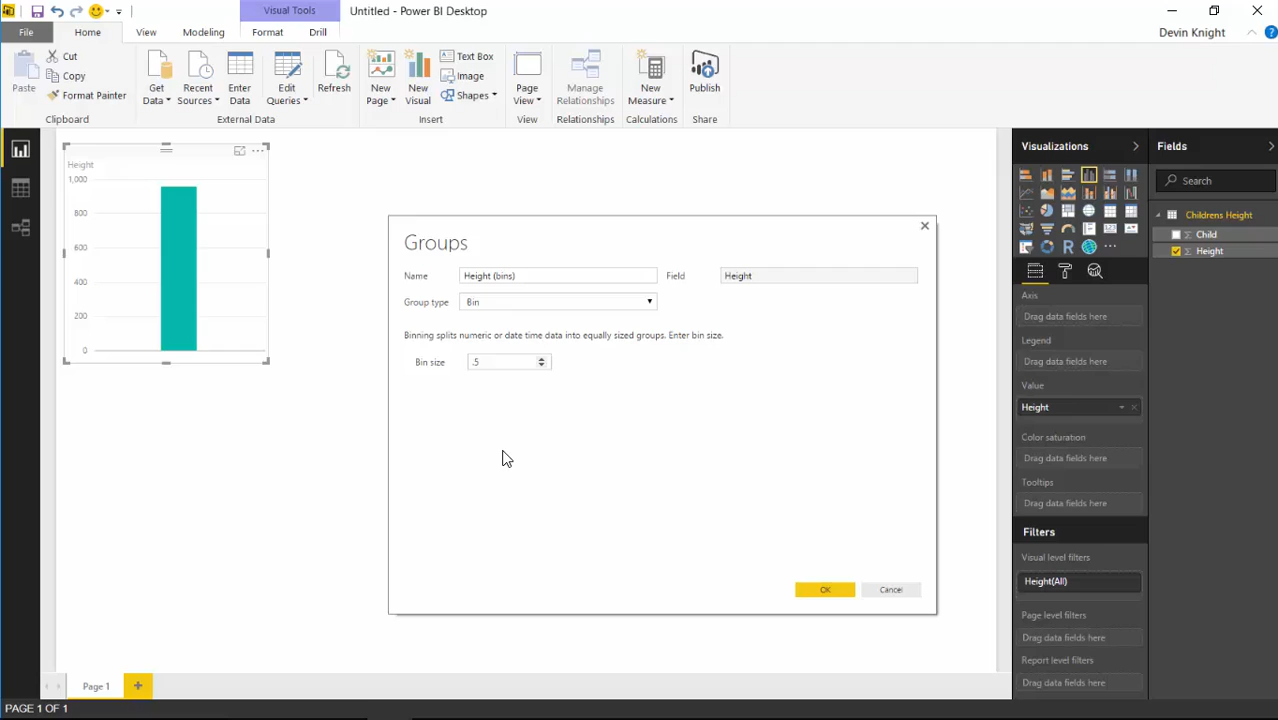 Visual Tools
Untitled - Power BI Desktop
File
Home
View
Modeling
Format
Drill
Devin Knight
Paste
Cut
Copy
Format Painter
Clipboard
Get
Data
Recent
Sources
Enter
Data
Edit
Queries
Refresh
External Data
New
Page
New
Visual
Text Box
Image
Shapes
Insert
Page
View
View
Manage
Relationships
Relationships
New
Measure
Calculations
Publish
Share
Height
1,000
800
600
400
200
0
Groups
Name
Height (bins)
Field
Height
Group type
Bin
Binning splits numeric or date time data into equally sized groups. Enter bin size.
Bin size
.5
OK
Cancel
Visualizations
R
Axis
Drag data fields here
Legend
Drag data fields here
Value
Height
Color saturation
Drag data fields here
Tooltips
Drag data fields here
Filters
Visual level filters
Height(All)
Page level filters
Drag data fields here
Report level filters
Drag data fields here
Fields
Search
Childrens Height
Σ Child
Σ Height
Page 1
PAGE 1 OF 1